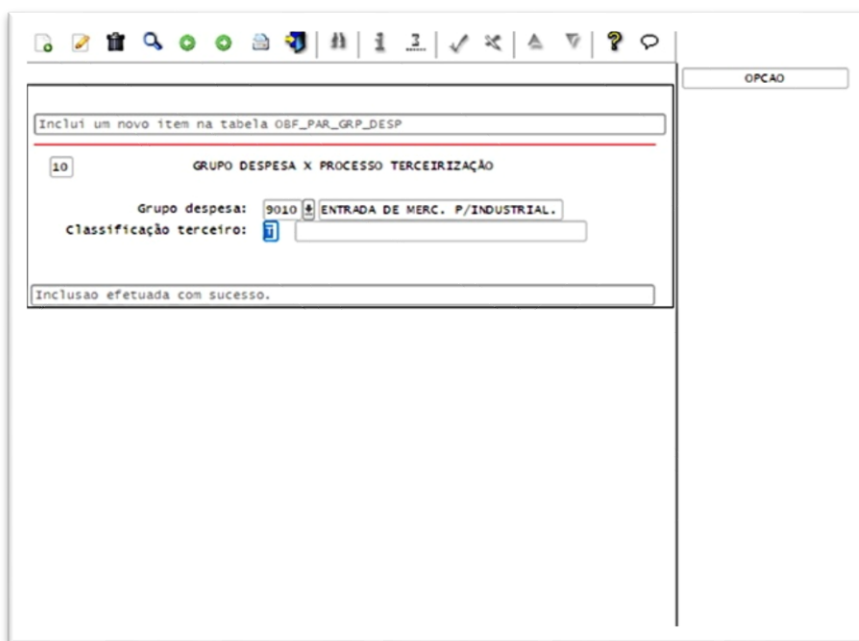 OPCAO
Inclui um novo item na tabela OBF_PAR_GRP_DESP
10 GRUPO DESPESA X PROCESSO TERCEIRIZAÇÃO
Grupo despesa: 9010 ENTRADA DE MERC. P/INDUSTRIAL.
Classificação terceiro: T
Inclusao efetuada com sucesso.